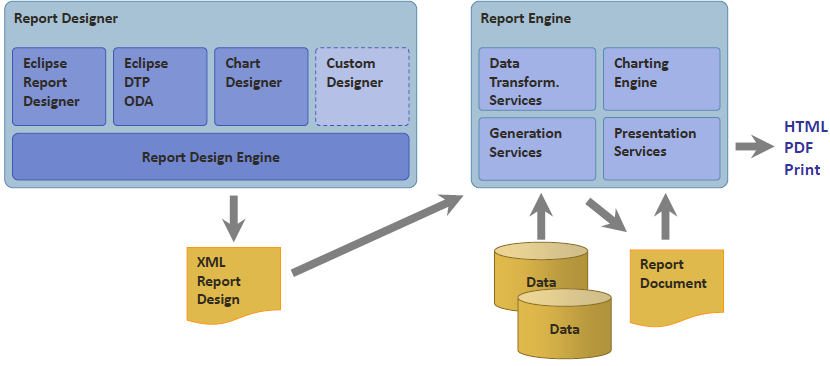 Report Designer
Eclipse
Report
Designer
Eclipse
DTP
ODA
Chart
Designer
Custom
Designer
Report Design Engine
XML
Report
Design
Report Engine
Data
Transform.
Services
Charting
Engine
Generation
Services
Presentation
Services
HTML
PDF
Print
Data
Data
Report
Document